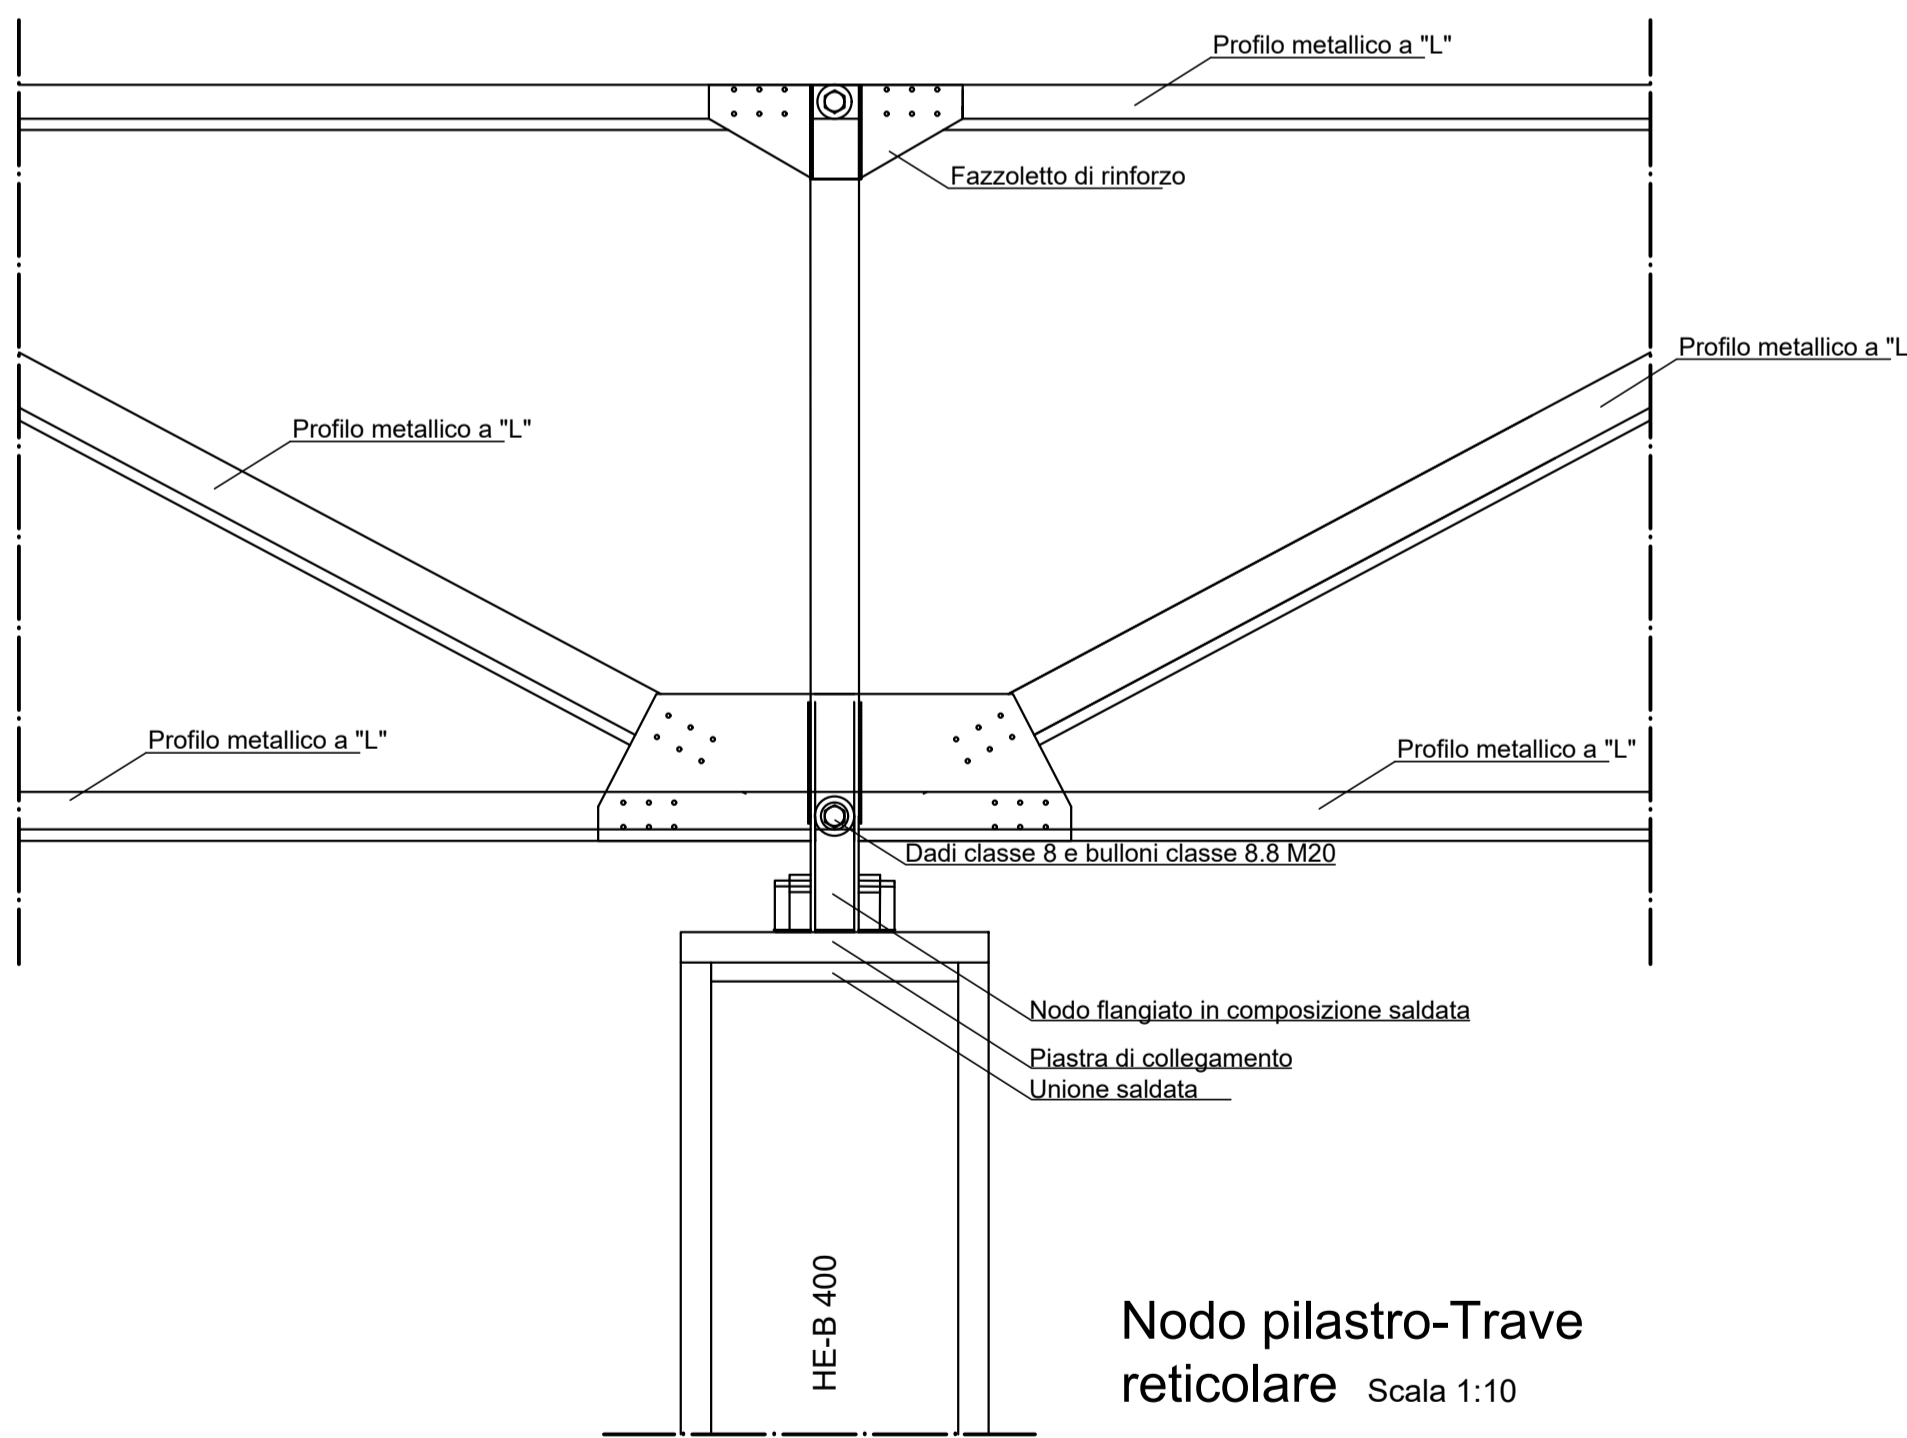 Profilo metallico a "L"
Fazzoletto di rinforzo
Profilo metallico a "L
Profilo metallico a "L"
Profilo metallico a "L"
Profilo metallico a "L"
Dadi classe 8 e bulloni classe 8.8 M20
Nodo flangiato in composizione saldata
Piastra di collegamento
Unione saldata
HE-B 400
Nodo pilastro-Trave
reticolare Scala 1:10